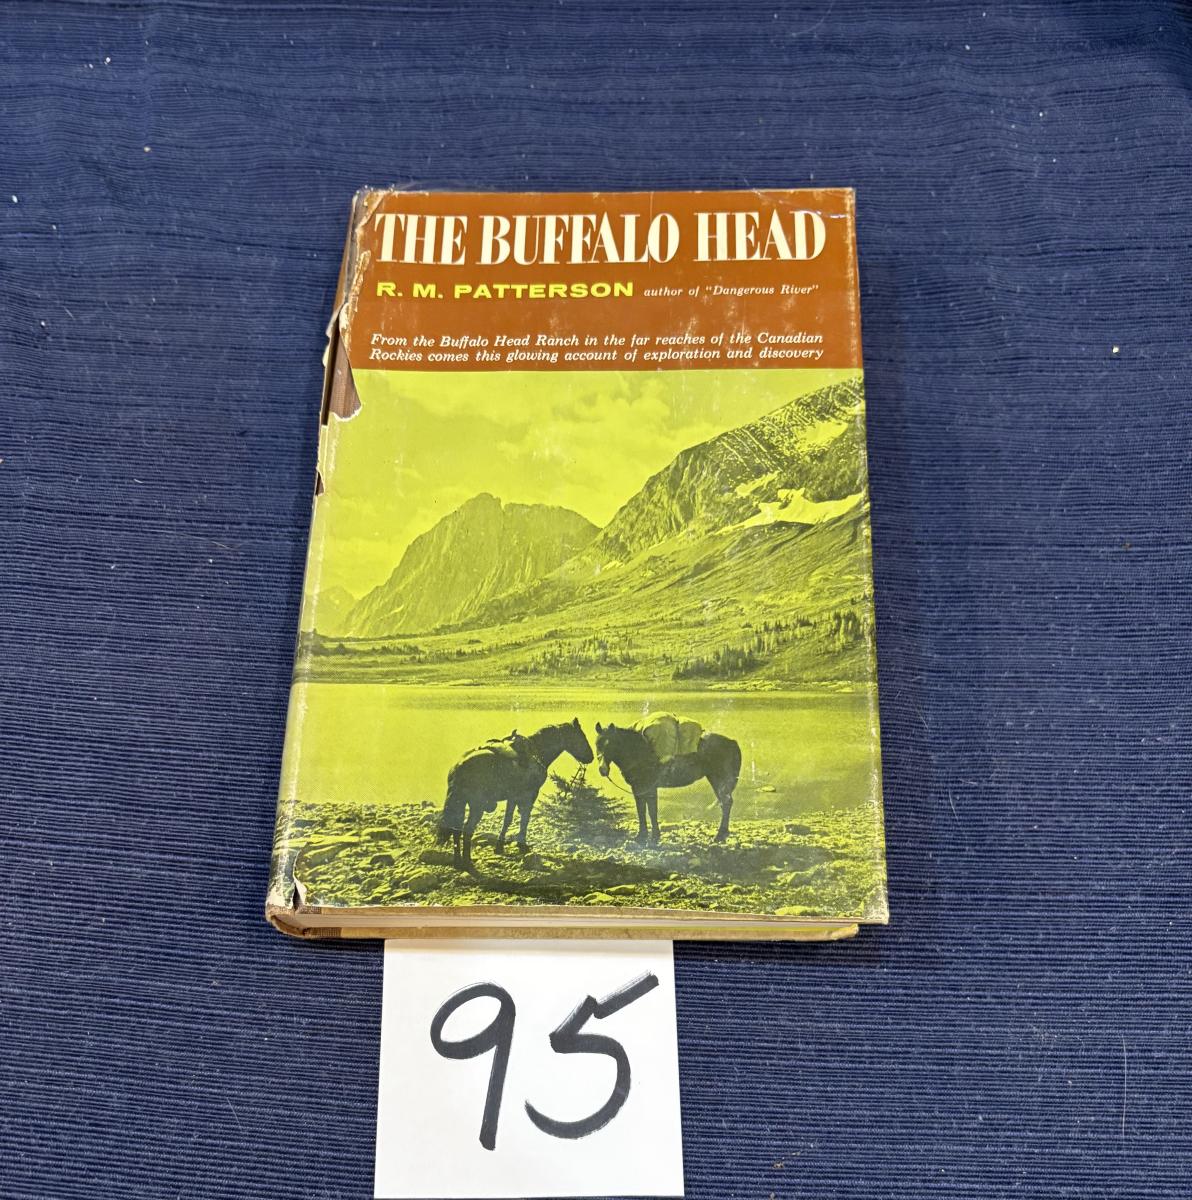 THE BUFFALO HEAD
R. M. PATTERSON author of "Dangerous River"
From the Buffalo Head Ranch in the far reaches of the Canadian
Rockies comes this glowing account of exploration and discovery
95